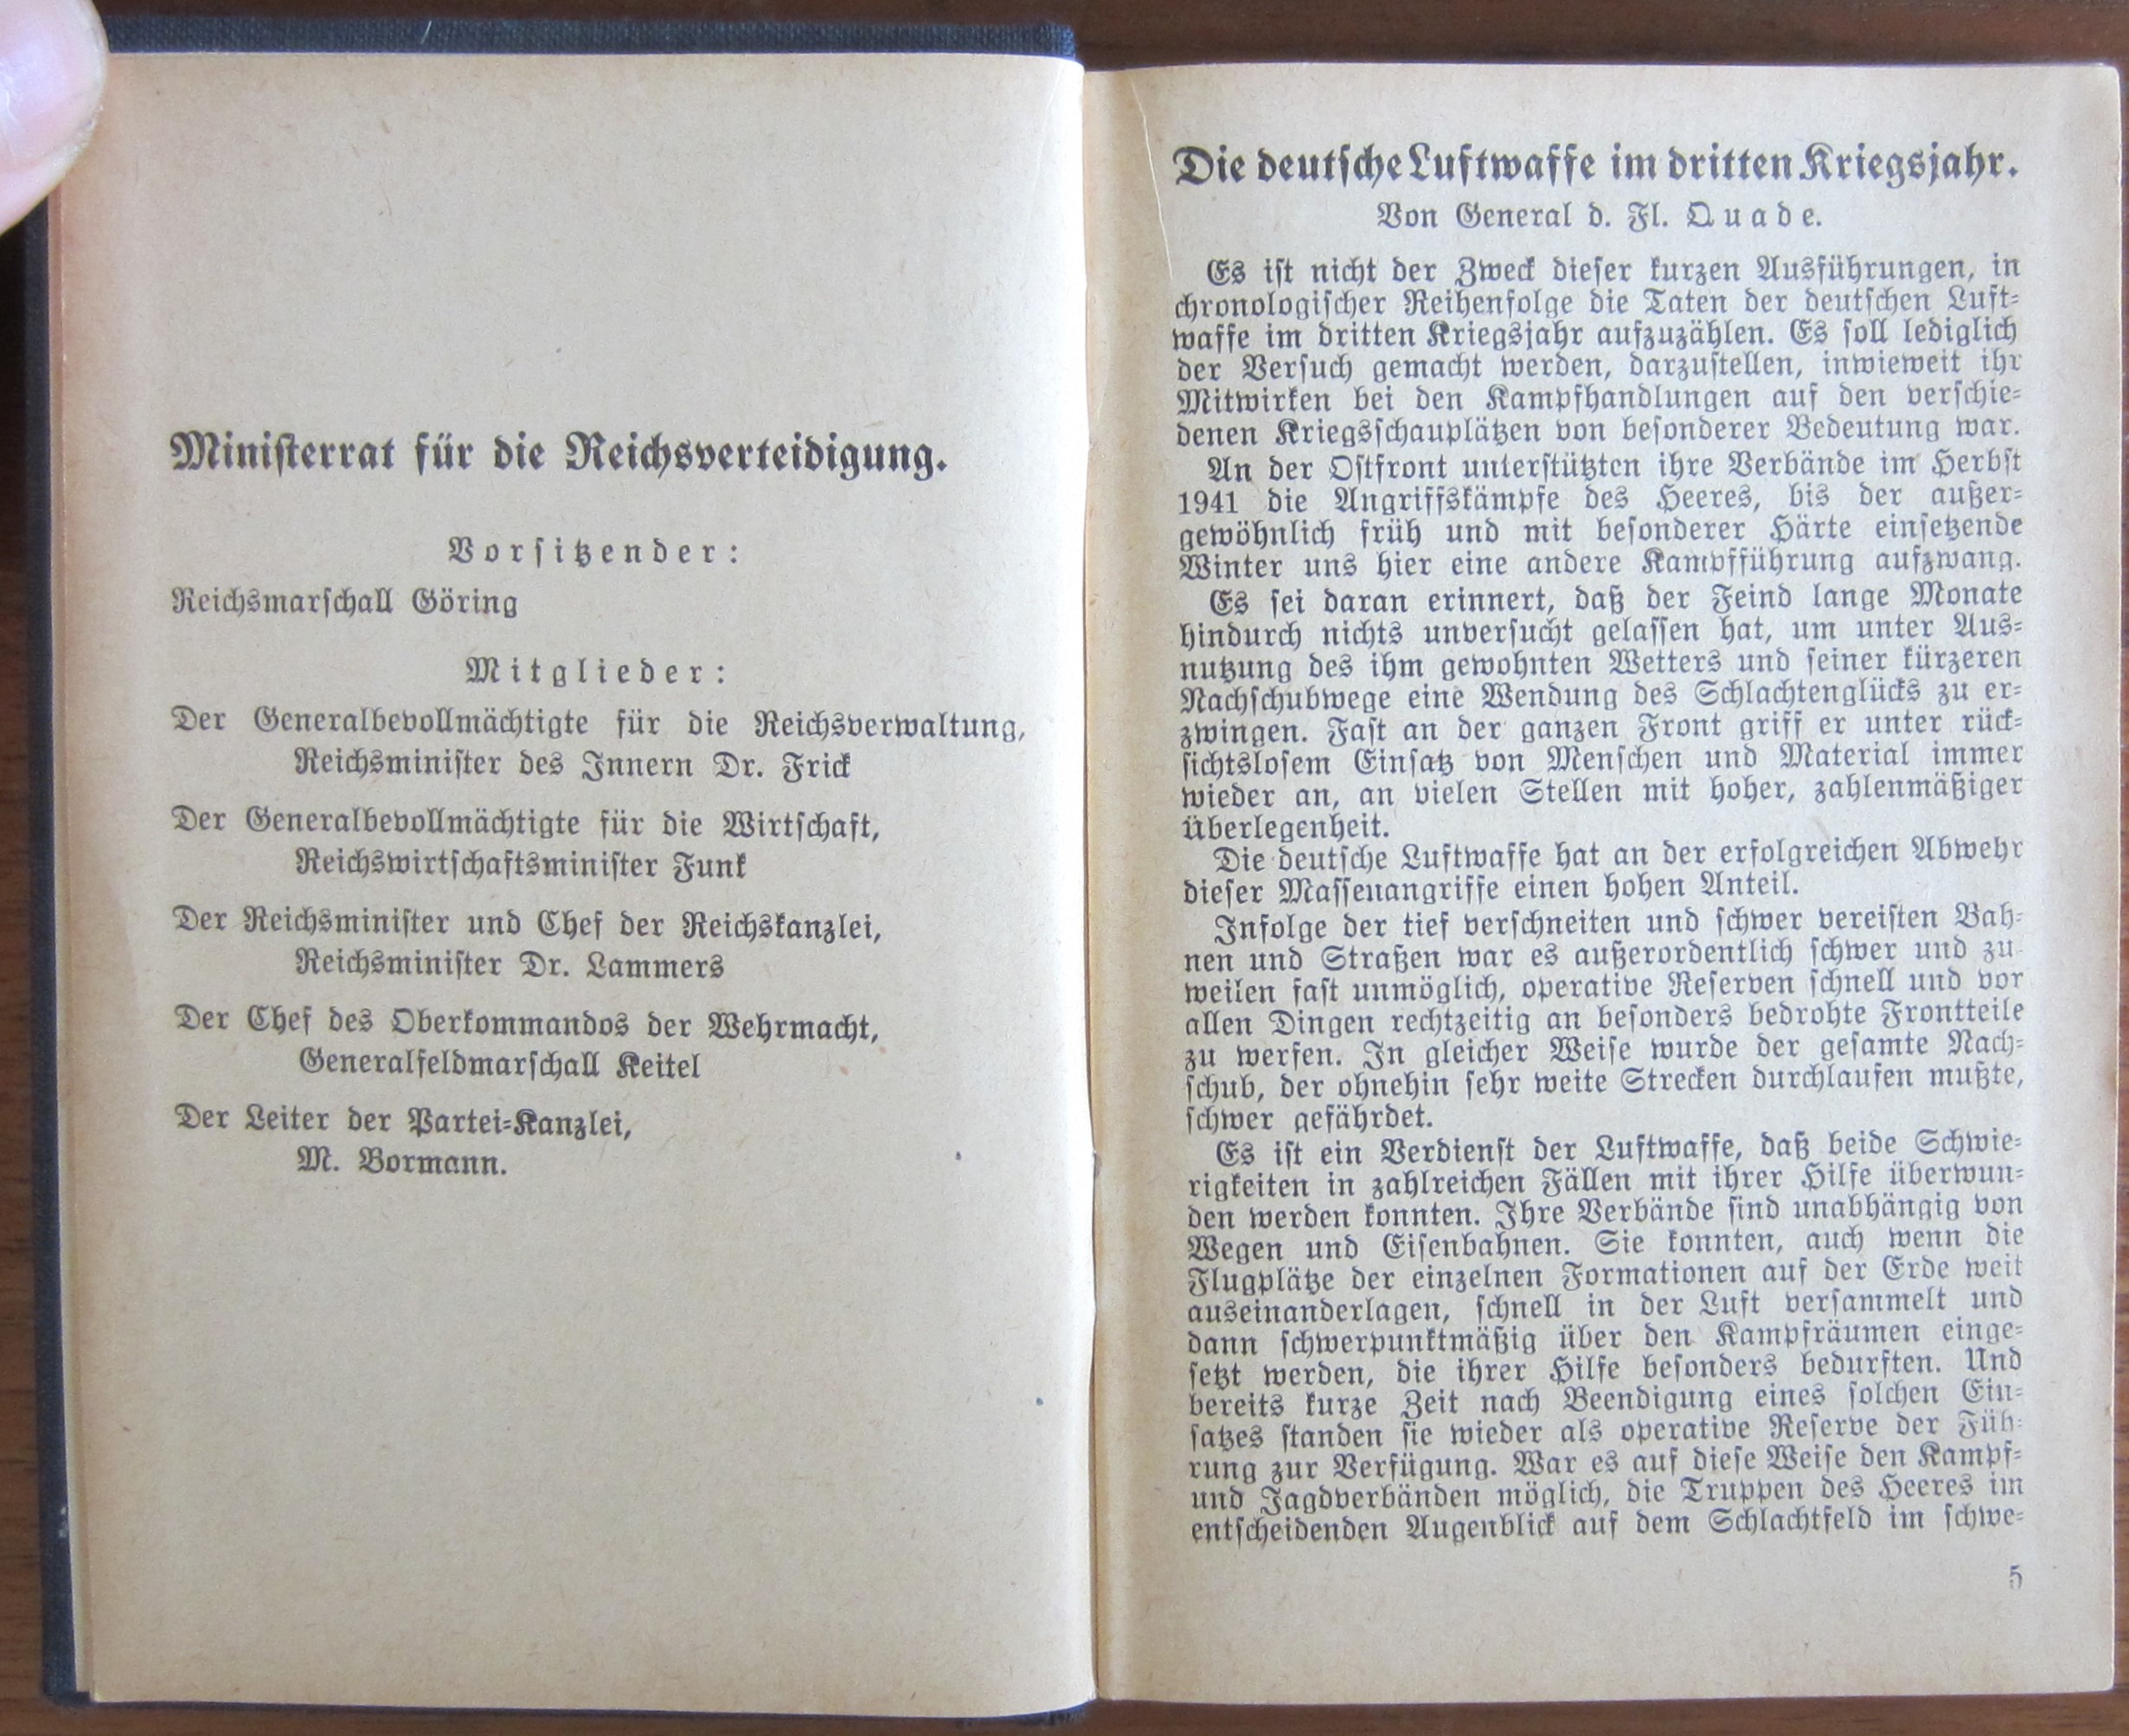 Ministerrat für die Reichsverteidigung.
Vorsitzender:
Reichsmarschall Göring
Mitglieder:
Der Generalbevollmächtigte für die Reichsverwaltung,
Reichsminister des Innern Dr. Frick
Der Generalbevollmächtigte für die Wirtschaft,
Reichswirtschaftsminister Funk
Der Reichsminister und Chef der Reichskanzlei,
Reichsminister Dr. Lammers
Der Chef des Oberkommandos der Wehrmacht,
Generalfeldmarschall Keitel
Der Leiter der Partei-Kanzlei,
M. Bormann.
Die deutsche Luftwaffe im dritten Kriegsjahr.
Von General d. Fl. Quade.
Es ist nicht der Zweck dieser kurzen Ausführungen, in
chronologischer Reihenfolge die Taten der deutschen Luft-
waffe im dritten Kriegsjahr aufzuzählen. Es soll lediglich
der Versuch gemacht werden, darzustellen, inwieweit ihr
Mitwirken bei den Kampfhandlungen auf den verschie-
denen Kriegsschauplätzen von besonderer Bedeutung war.
An der Ostfront unterstützten ihre Verbände im Herbst
1941 die Angriffskämpfe des Heeres, bis der außer-
gewöhnlich früh und mit besonderer Härte einsetzende
Winter uns hier eine andere Kampfführung aufzwang.
Es sei daran erinnert, daß der Feind lange Monate
hindurch nichts unversucht gelassen hat, um unter Aus-
nutzung des ihm gewohnten Wetters und seiner kürzeren
Nachschubwege eine Wendung des Schlachtenglücks zu er-
zwingen. Fast an der ganzen Front griff er unter rück-
sichtslosem Einsatz von Menschen und Material immer
wieder an, an vielen Stellen mit hoher, zahlenmäßiger
Überlegenheit.
Die deutsche Luftwaffe hat an der erfolgreichen Abwehr
dieser Massenangriffe einen hohen Anteil.
Infolge der tief verschneiten und schwer vereisten Bah-
nen und Straßen war es außerordentlich schwer und zu-
weilen fast unmöglich, operative Reserven schnell und vor
allen Dingen rechtzeitig an besonders bedrohte Frontteile
zu werfen. In gleicher Weise wurde der gesamte Nach-
schub, der ohnehin sehr weite Strecken durchlaufen mußte,
schwer gefährdet.
Es ist ein Verdienst der Luftwaffe, daß beide Schwie-
rigkeiten in zahlreichen Fällen mit ihrer Hilfe überwun-
den werden konnten. Ihre Verbände sind unabhängig von
Wegen und Eisenbahnen. Sie konnten, auch wenn die
Flugplätze der einzelnen Formationen auf der Erde weit
auseinanderlagen, schnell in der Luft versammelt und
dann schwerpunktmäßig über den Kampfräumen einge-
setzt werden, die ihrer Hilfe besonders bedurften. Und
bereits kurze Zeit nach Beendigung eines solchen Ein-
satzes standen sie wieder als operative Reserve der Füh-
rung zur Verfügung. War es auf diese Weise den Kampf-
und Jagdverbänden möglich, die Truppen des Heeres im
entscheidenden Augenblick auf dem Schlachtfeld im schwe-
5